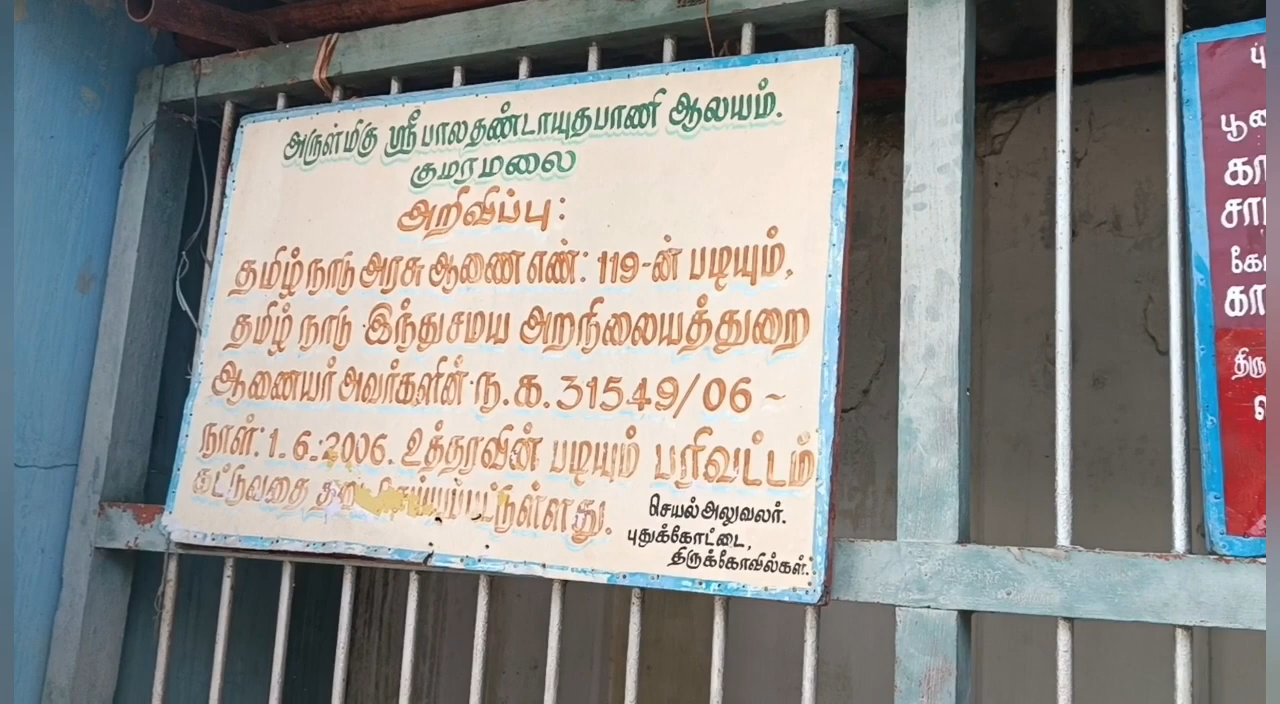 அருள்மிகு ஸ்ரீ பாலதண்டாயுதபாணி ஆலயம்.
குமரமலை
அறிவிப்பு:
தமிழ் நாடு அரசு ஆணை எண்: 119-ன் படியும்,
தமிழ் நாடு இந்து சமய அறநிலையத்துறை
ஆணையர் அவர்களின் ந.க. 31549/06 -
நாள்: 1.6.2006. உத்தரவின் படியும் பரிவட்டம்
கட்டுவதை
செயல் அலுவலர்.
புதுக்கோட்டை,
திருக்கோவில்கள்.